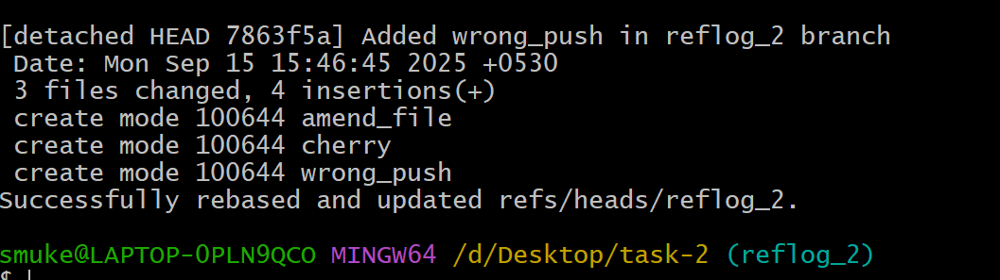 [detached HEAD 7863f5a] Added wrong_push in reflog_2 branch
 Date: Mon Sep 15 15:46:45 2025 +0530
 3 files changed, 4 insertions(+)
 create mode 100644 amend_file
 create mode 100644 cherry
 create mode 100644 wrong_push
Successfully rebased and updated refs/heads/reflog_2.
smuke@LAPTOP-0PLN9QCO MINGW64 /d/Desktop/task-2 (reflog_2)
$